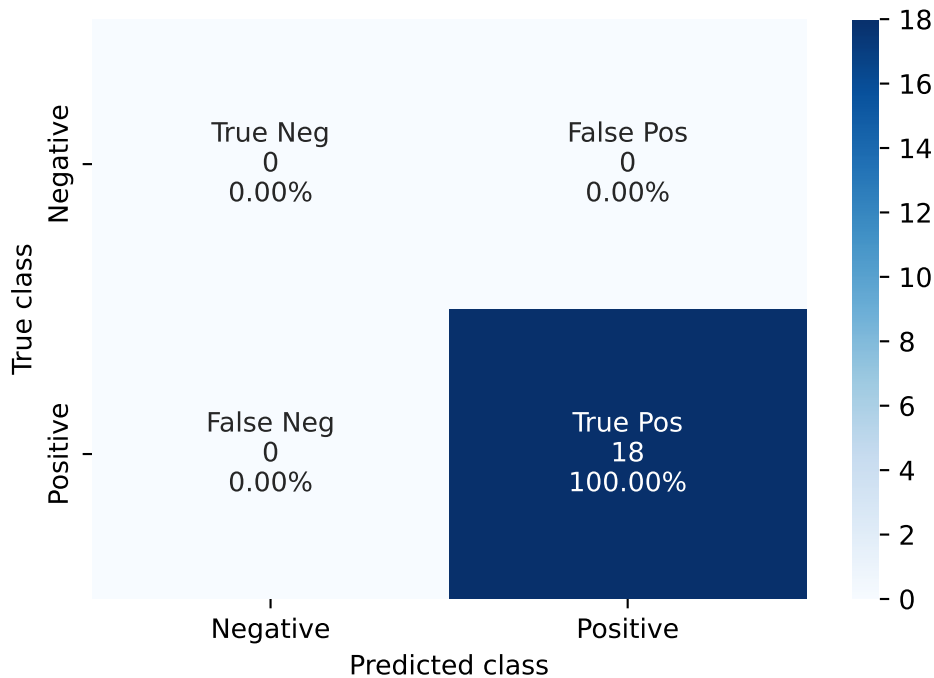 True Neg
0
0.00%
False Pos
0
0.00%
False Neg
0
0.00%
True Pos
18
100.00%
Negative
Positive
True class
Negative
Positive
Predicted class
18
16
14
12
10
8
6
4
2
0